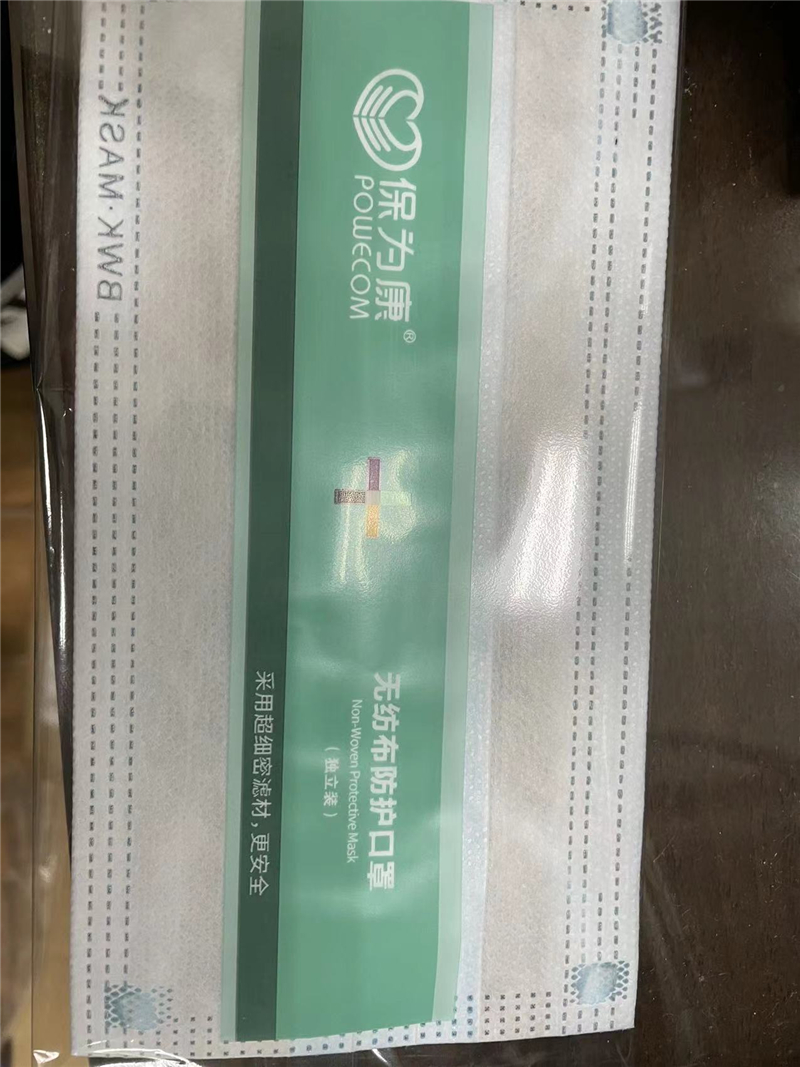 保为康®
POWECOM
无纺布防护口罩
Non-Woven Protective Mask
(独立装)
采用超细密滤材,更安全
BWK·MASK